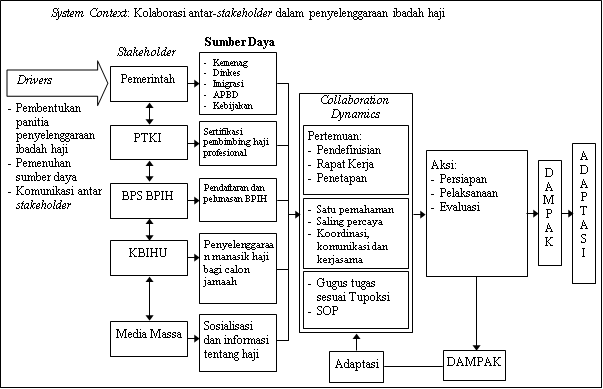 System Context: Kolaborasi antar-stakeholder dalam penyelenggaraan ibadah haji
Drivers
- Pembentukan
panitia
penyelenggaraan
ibadah haji
- Pemenuhan
sumber daya
- Komunikasi antar
stakeholder
Stakeholder
Pemerintah
PTKI
BPS BPIH
KBIHU
Media Massa
Sumber Daya
- Kemenag
- Dinkes
- Imigrasi
- APBD
- Kebijakan
Sertifikasi
pembimbing haji
profesional
Pendaftaran dan
pelunasan BPIH
Penyelenggaraa
n manasik haji
bagi calon
jamaah
Sosialisasi
dan informasi
tentang haji
Collaboration
Dynamics
Pertemuan:
- Pendefinisian
- Rapat Kerja
- Penetapan
- Satu pemahaman
- Saling percaya
- Koordinasi,
komunikasi dan
kerjasama
- Gugus tugas
sesuai Tupoksi
- SOP
Adaptasi
Aksi:
- Persiapan
- Pelaksanaan
- Evaluasi
DAMPAK
DAMPAK
ADAPTASI